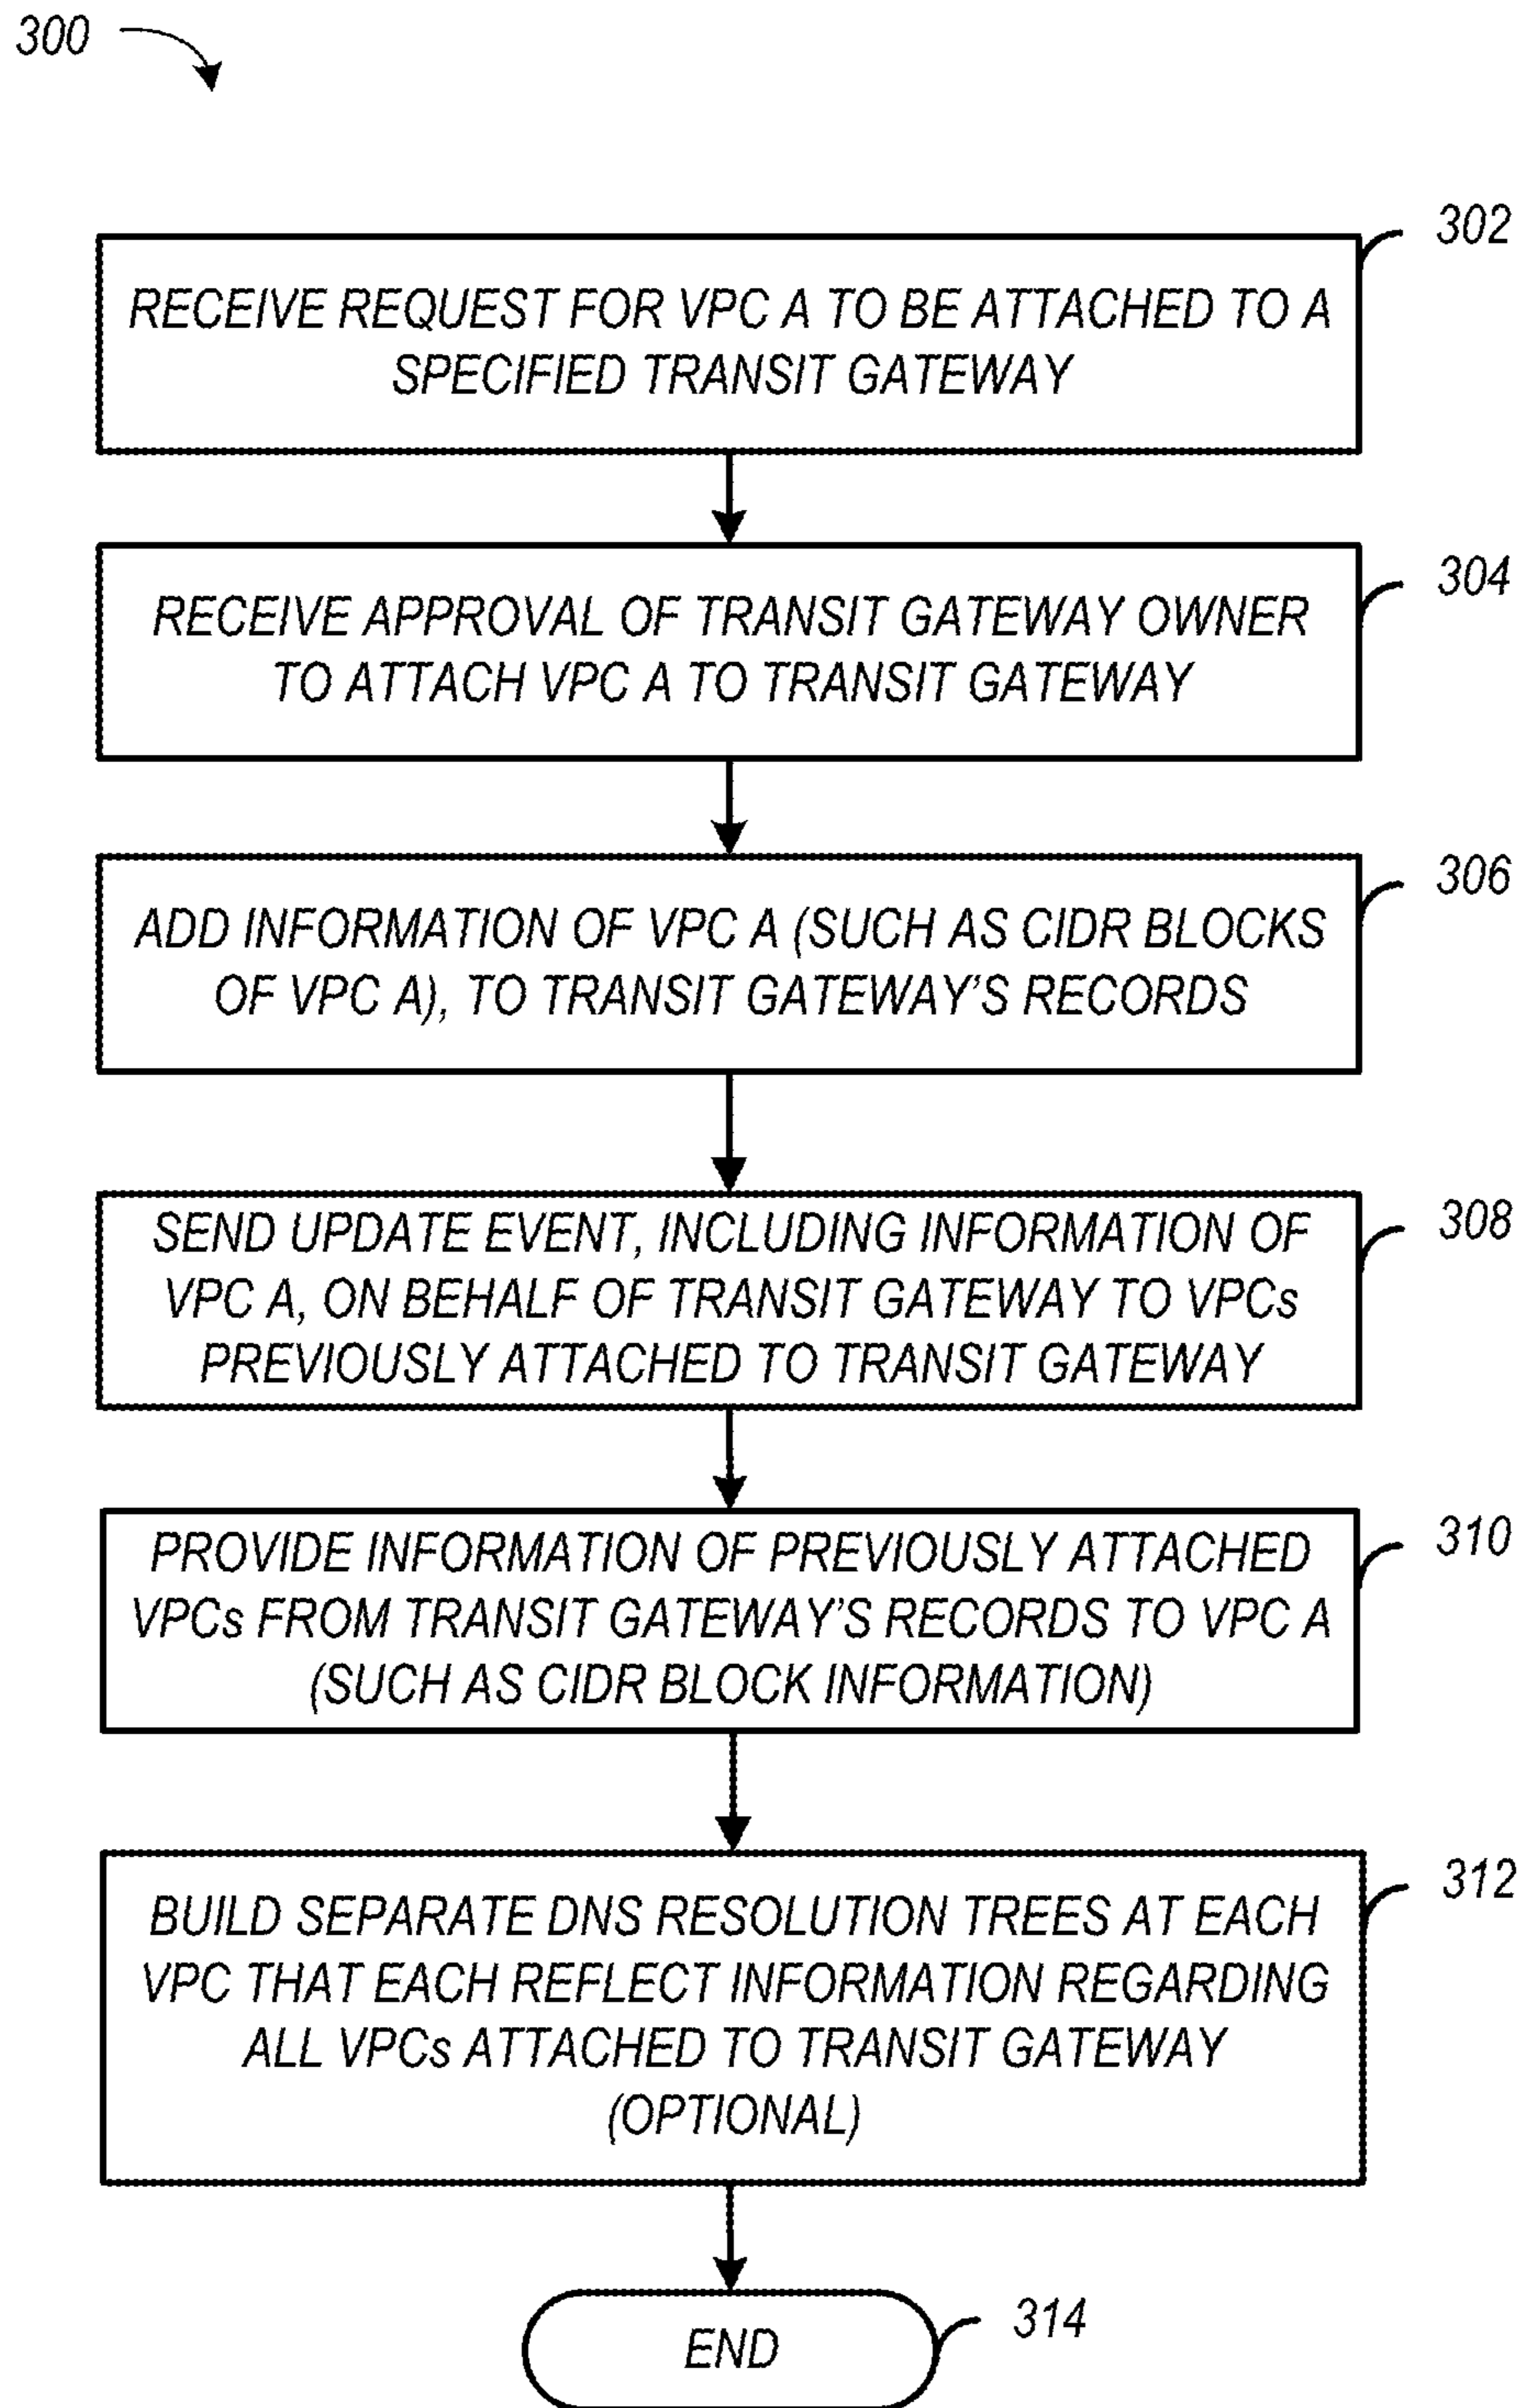 300
302
RECEIVE REQUEST FOR VPC A TO BE ATTACHED TO A
SPECIFIED TRANSIT GATEWAY
304
RECEIVE APPROVAL OF TRANSIT GATEWAY OWNER
TO ATTACH VPC A TO TRANSIT GATEWAY
306
ADD INFORMATION OF VPC A (SUCH AS CIDR BLOCKS
OF VPC A), TO TRANSIT GATEWAY'S RECORDS
308
SEND UPDATE EVENT, INCLUDING INFORMATION OF
VPC A, ON BEHALF OF TRANSIT GATEWAY TO VPCs
PREVIOUSLY ATTACHED TO TRANSIT GATEWAY
310
PROVIDE INFORMATION OF PREVIOUSLY ATTACHED
VPCs FROM TRANSIT GATEWAY'S RECORDS TO VPC A
(SUCH AS CIDR BLOCK INFORMATION)
312
BUILD SEPARATE DNS RESOLUTION TREES AT EACH
VPC THAT EACH REFLECT INFORMATION REGARDING
ALL VPCs ATTACHED TO TRANSIT GATEWAY
(OPTIONAL)
314
END